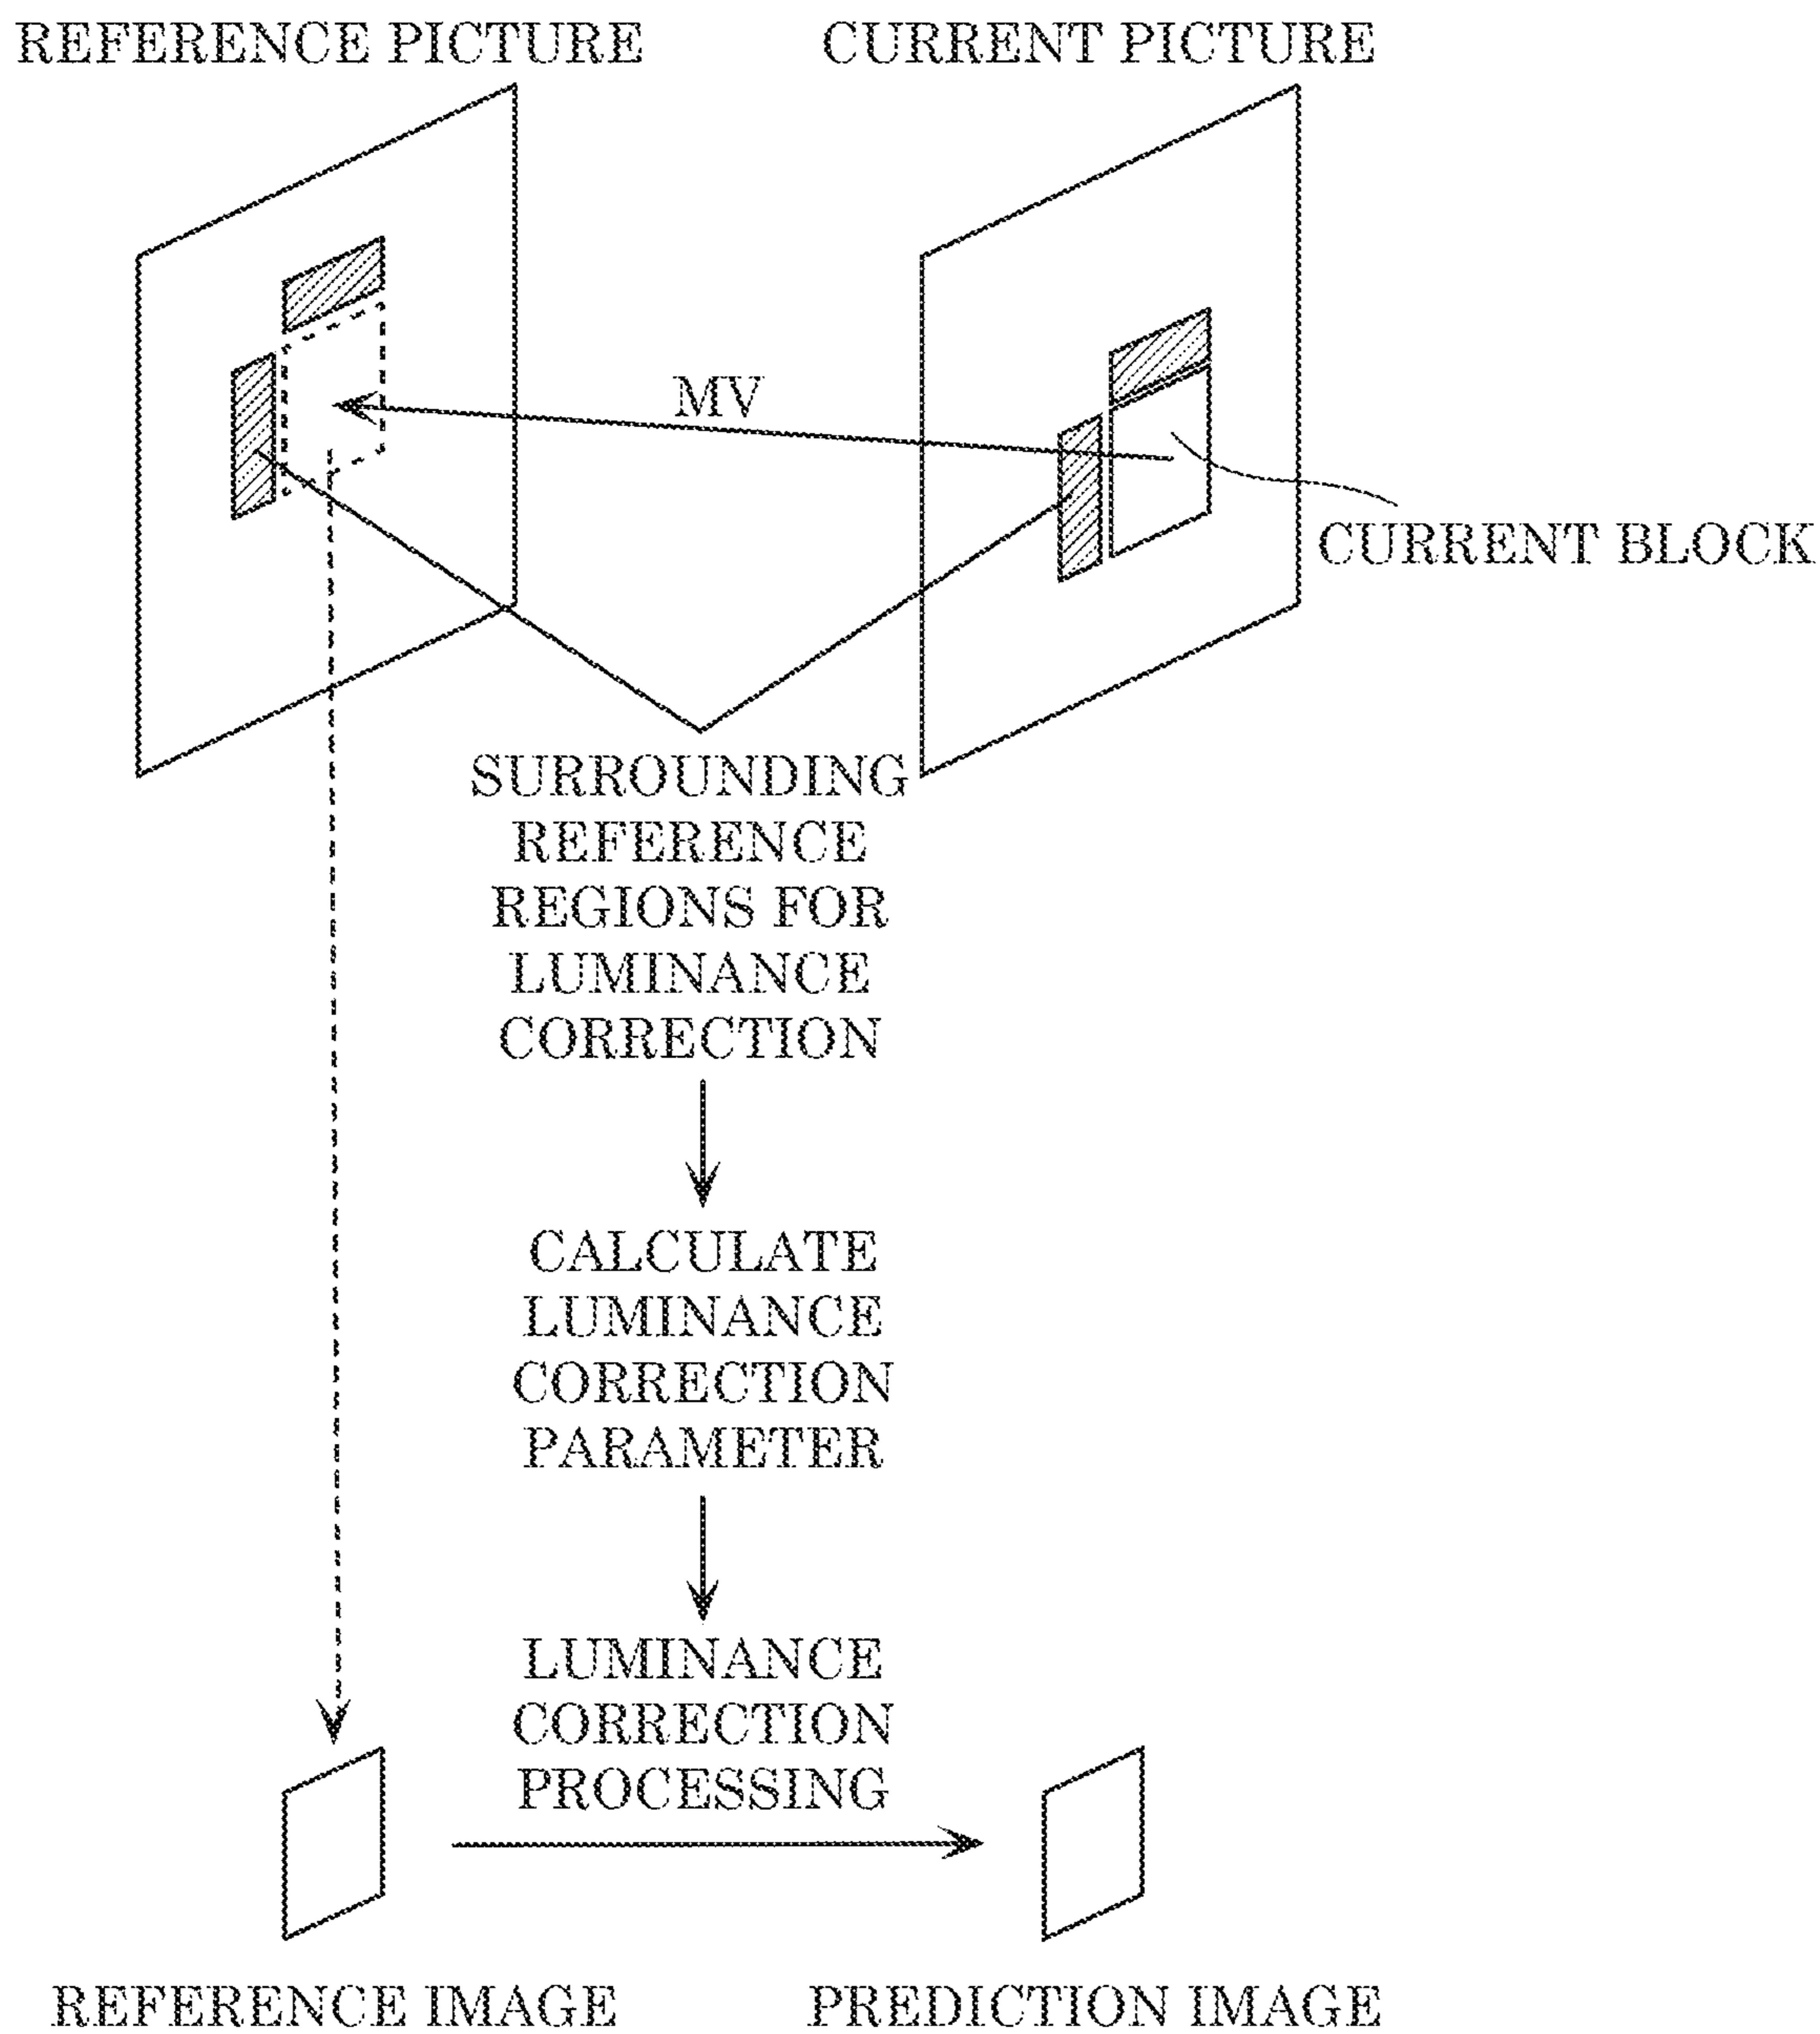 REFERENCE PICTURE
CURRENT PICTURE
MV
CURRENT BLOCK
SURROUNDING
REFERENCE
REGIONS FOR
LUMINANCE
CORRECTION
CALCULATE
LUMINANCE
CORRECTION
PARAMETER
LUMINANCE
CORRECTION
PROCESSING
REFERENCE IMAGE
PREDICTION IMAGE